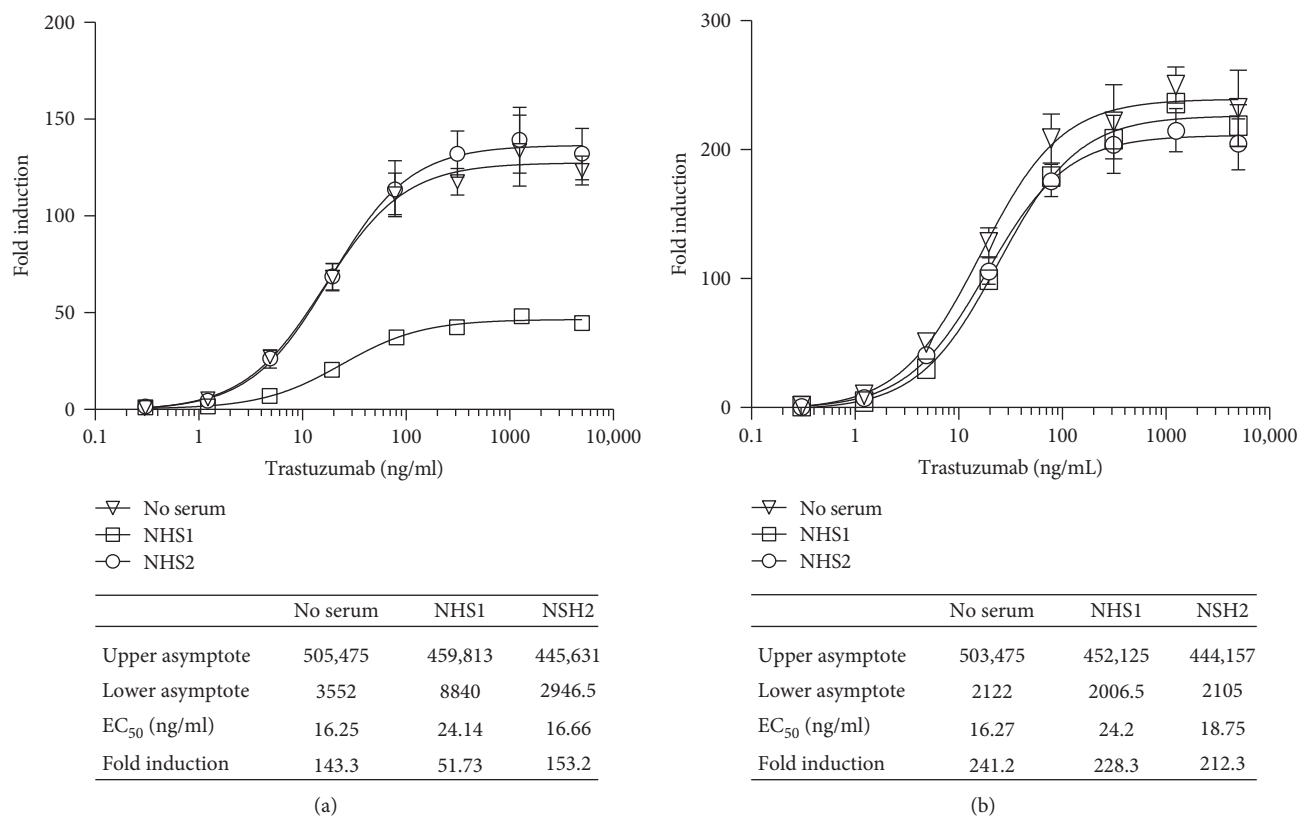 200
150
100
50
0
Fold induction
0.1 1 10 100 1000 10,000
Trastuzumab (ng/ml)
No serum
NHS1
NHS2
No serum NHS1 NSH2
Upper asymptote 505,475 459,813 445,631
Lower asymptote 3552 8840 2946.5
EC50 (ng/ml) 16.25 24.14 16.66
Fold induction 143.3 51.73 153.2
(a)
300
200
100
0
Fold induction
0.1 1 10 100 1000 10,000
Trastuzumab (ng/mL)
No serum
NHS1
NHS2
No serum NHS1 NSH2
Upper asymptote 503,475 452,125 444,157
Lower asymptote 2122 2006.5 2105
EC50 (ng/ml) 16.27 24.2 18.75
Fold induction 241.2 228.3 212.3
(b)